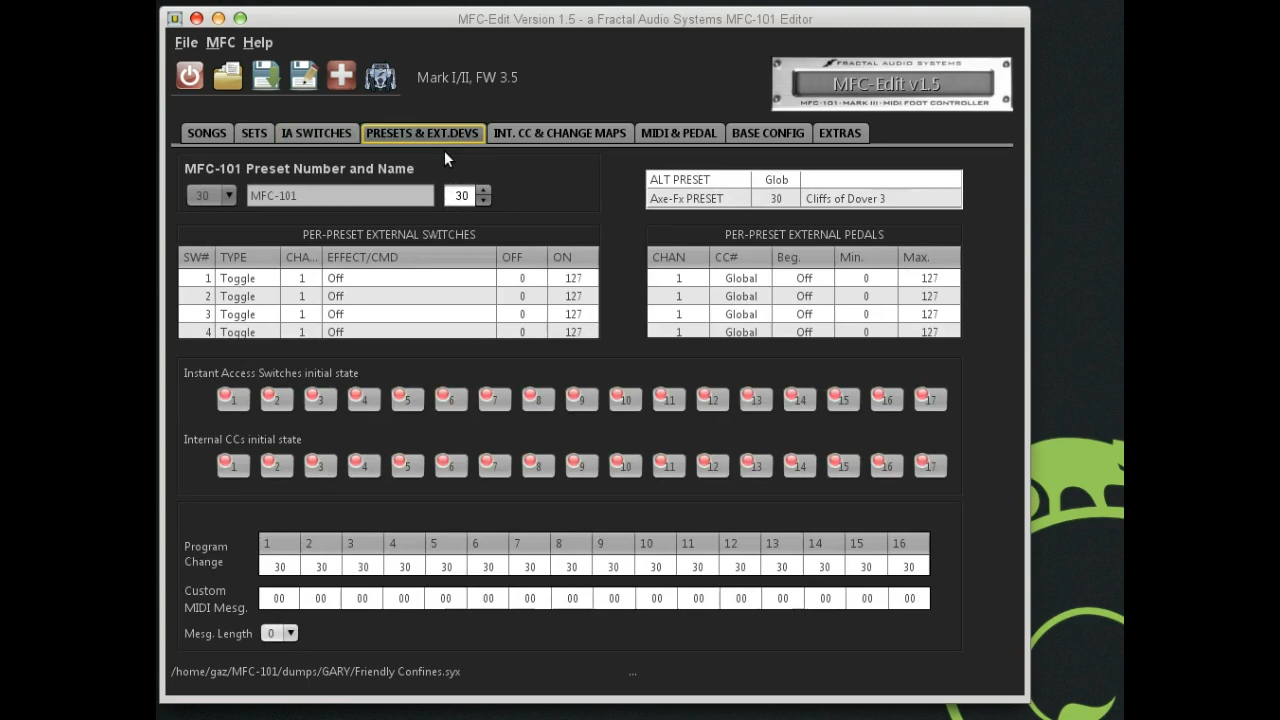 MFC-Edit Version 1.5 - a Fractal Audio Systems MFC-101 Editor
File MFC Help
Mark I/II, FW 3.5
FRACTAL AUDIO SYSTEMS
MFC-Edit v1.5
MFC-101-MARK III-MIDI FOOT CONTROLLER
SONGS SETS IA SWITCHES PRESETS & EXT.DEVS INT. CC & CHANGE MAPS MIDI & PEDAL BASE CONFIG EXTRAS
MFC-101 Preset Number and Name
30 MFC-101 30
ALT PRESET Glob
Axe-Fx PRESET 30 Cliffs of Dover 3
PER-PRESET EXTERNAL SWITCHES
SW# TYPE CHA... EFFECT/CMD OFF ON
1 Toggle 1 Off 0 127
2 Toggle 1 Off 0 127
3 Toggle 1 Off 0 127
4 Toggle 1 Off 0 127
PER-PRESET EXTERNAL PEDALS
CHAN CC# Beg. Min. Max.
1 Global Off 0 127
1 Global Off 0 127
1 Global Off 0 127
1 Global Off 0 127
Instant Access Switches initial state
1 2 3 4 5 6 7 8 9 10 11 12 13 14 15 16 17
Internal CCs initial state
1 2 3 4 5 6 7 8 9 10 11 12 13 14 15 16 17
1 2 3 4 5 6 7 8 9 10 11 12 13 14 15 16
Program
Change
30 30 30 30 30 30 30 30 30 30 30 30 30 30 30 30
Custom
MIDI Mesg.
00 00 00 00 00 00 00 00 00 00 00 00 00 00 00 00
Mesg. Length 0
/home/gaz/MFC-101/dumps/GARY/Friendly Confines.syx ...